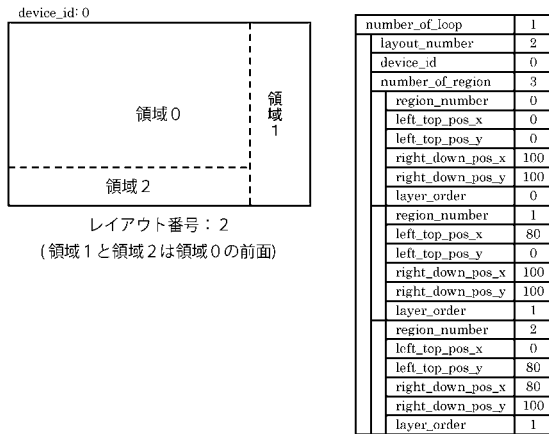 device_id: 0
領域0
領域1
領域2
レイアウト番号：2
(領域1と領域2は領域0の前面)
number_of_loop 1
layout_number 2
device_id 0
number_of_region 3
region_number 0
left_top_pos_x 0
left_top_pos_y 0
right_down_pos_x 100
right_down_pos_y 100
layer_order 0
region_number 1
left_top_pos_x 80
left_top_pos_y 0
right_down_pos_x 100
right_down_pos_y 100
layer_order 1
region_number 2
left_top_pos_x 0
left_top_pos_y 80
right_down_pos_x 80
right_down_pos_y 100
layer_order 1